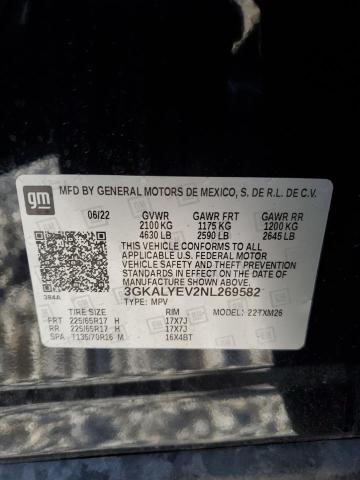 gm
MFD BY GENERAL MOTORS DE MEXICO, S. DE R.L. DE C.V.
06/22 GVWR GAWR FRT GAWR RR
2100 KG 1175 KG 1200 KG
4630 LB 2590 LB 2645 LB
THIS VEHICLE CONFORMS TO ALL
APPLICABLE U.S. FEDERAL MOTOR
VEHICLE SAFETY AND THEFT PREVENTION
STANDARDS IN EFFECT ON THE DATE OF
MANUFACTURE SHOWN ABOVE.
3GKALYEV2NL269582
394A TYPE: MPV MODEL: 22TXM26
TIRE SIZE RIM
FRT 225/65R17 H 17X7J
RR 225/65R17 H 17X7J
SPA T135/70R16 M 16X4BT